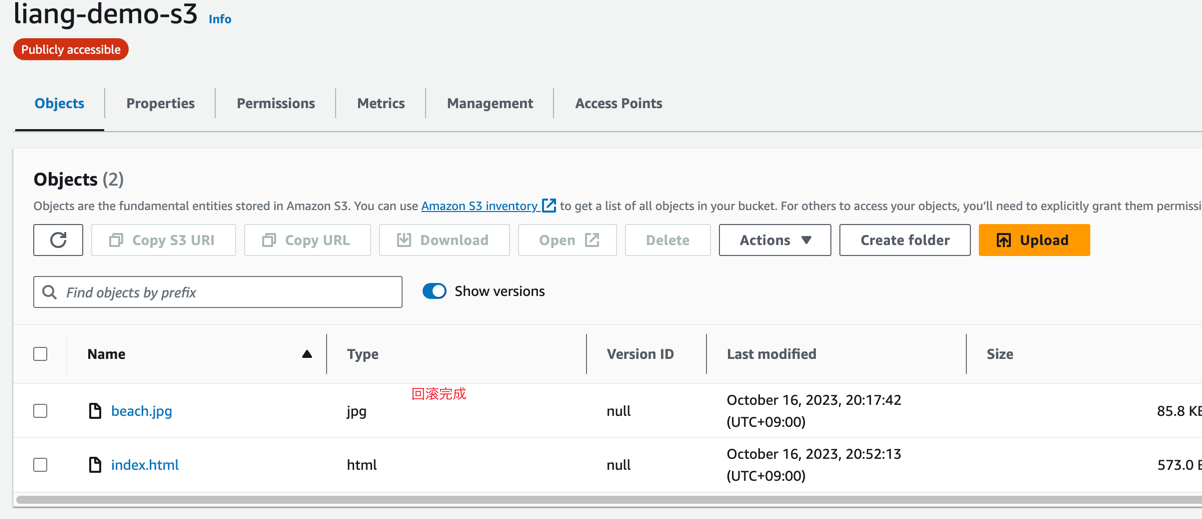 liang-demo-s3 Info
Publicly accessible
Objects Properties Permissions Metrics Management Access Points
Objects (2)
Objects are the fundamental entities stored in Amazon S3. You can use Amazon S3 inventory to get a list of all objects in your bucket. For others to access your objects, you'll need to explicitly grant them permissi
Copy S3 URI Copy URL Download Open Delete Actions Create folder Upload
Find objects by prefix Show versions
Name Type Version ID Last modified Size
回滚完成
beach.jpg jpg null October 16, 2023, 20:17:42 (UTC+09:00) 85.8 KE
index.html html null October 16, 2023, 20:52:13 (UTC+09:00) 573.0 E